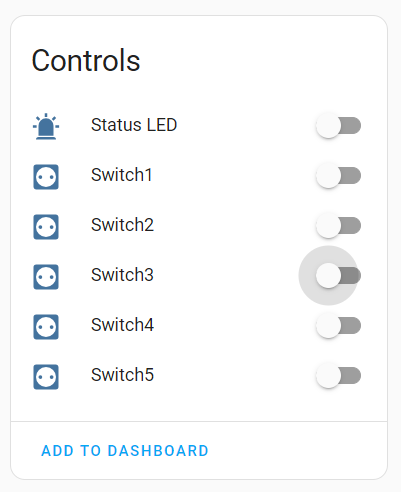 Controls
Status LED
Switch1
Switch2
Switch3
Switch4
Switch5
ADD TO DASHBOARD